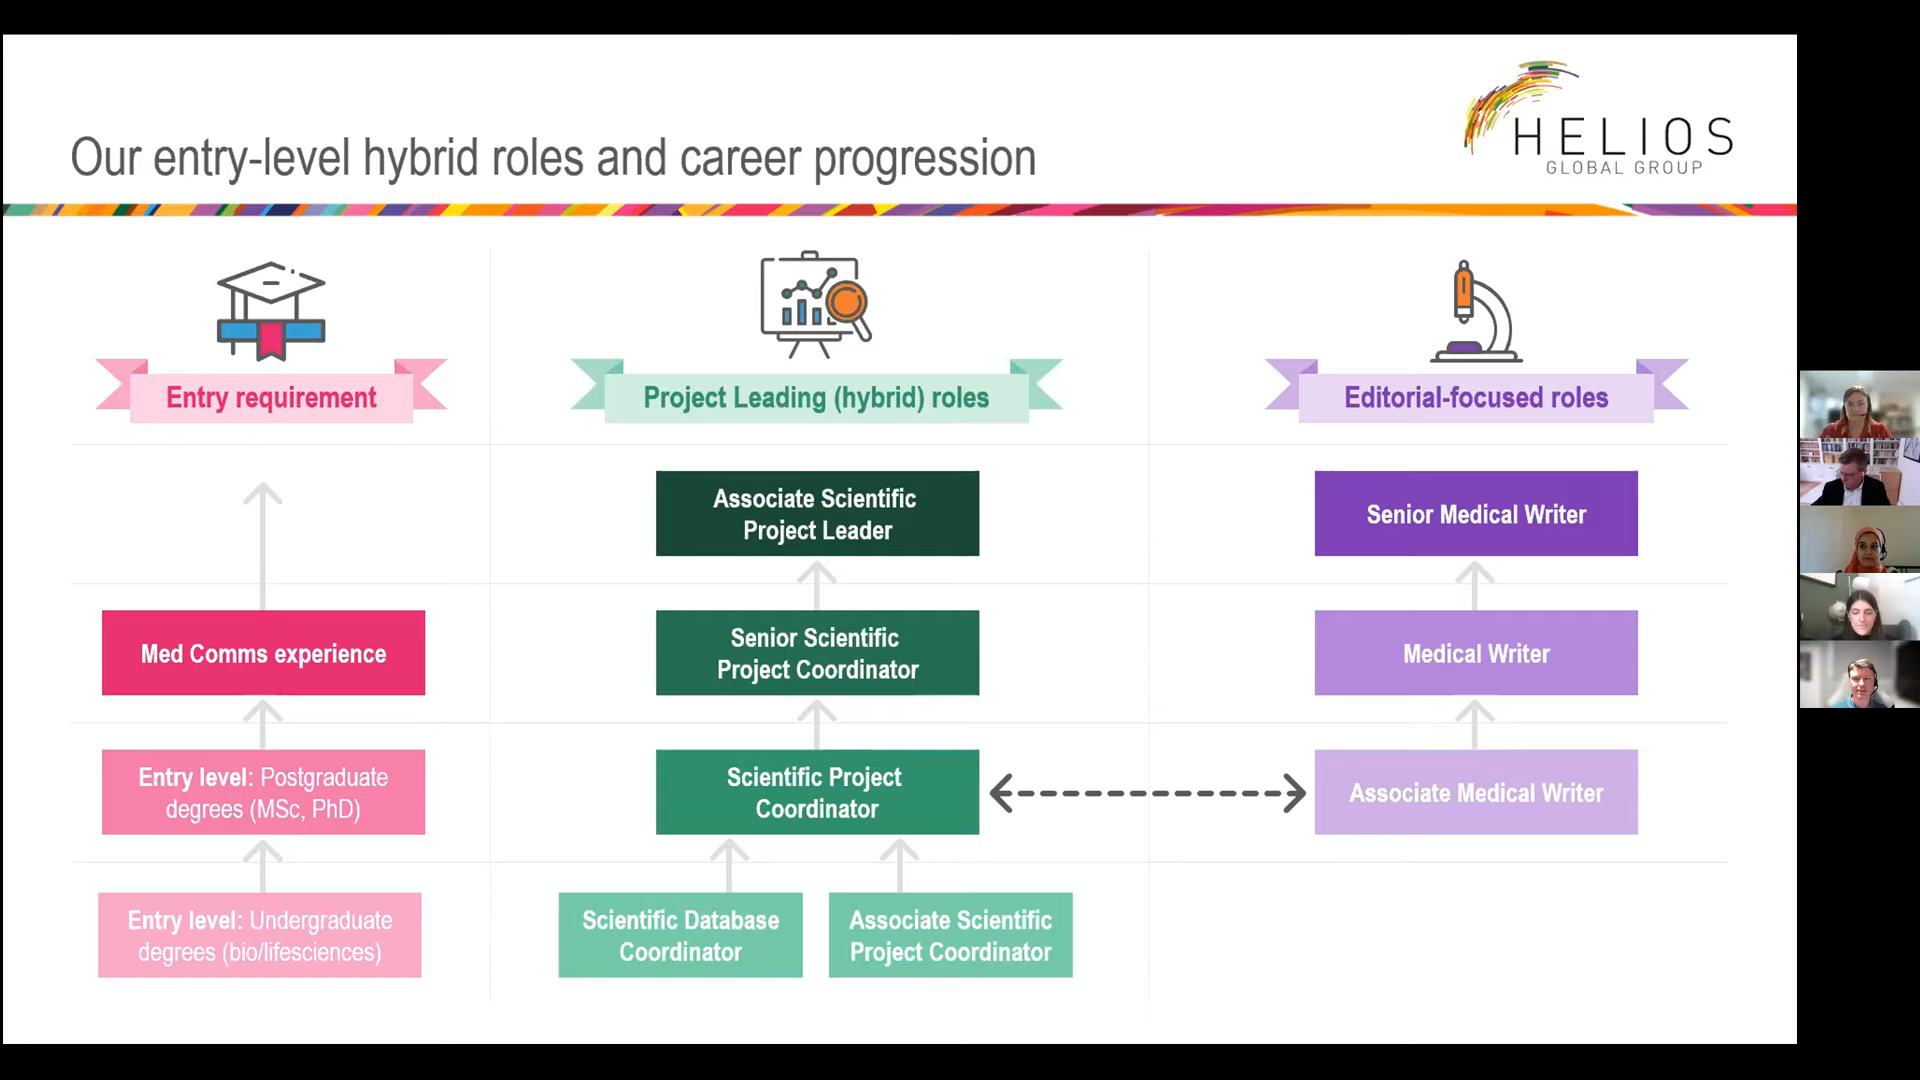 HELIOS
GLOBAL GROUP
Our entry-level hybrid roles and career progression
Entry requirement
Project Leading (hybrid) roles
Editorial-focused roles
Associate Scientific
Project Leader
Senior Medical Writer
Med Comms experience
Senior Scientific
Project Coordinator
Medical Writer
Entry level: Postgraduate
degrees (MSc, PhD)
Scientific Project
Coordinator
Associate Medical Writer
Entry level: Undergraduate
degrees (bio/lifesciences)
Scientific Database
Coordinator
Associate Scientific
Project Coordinator